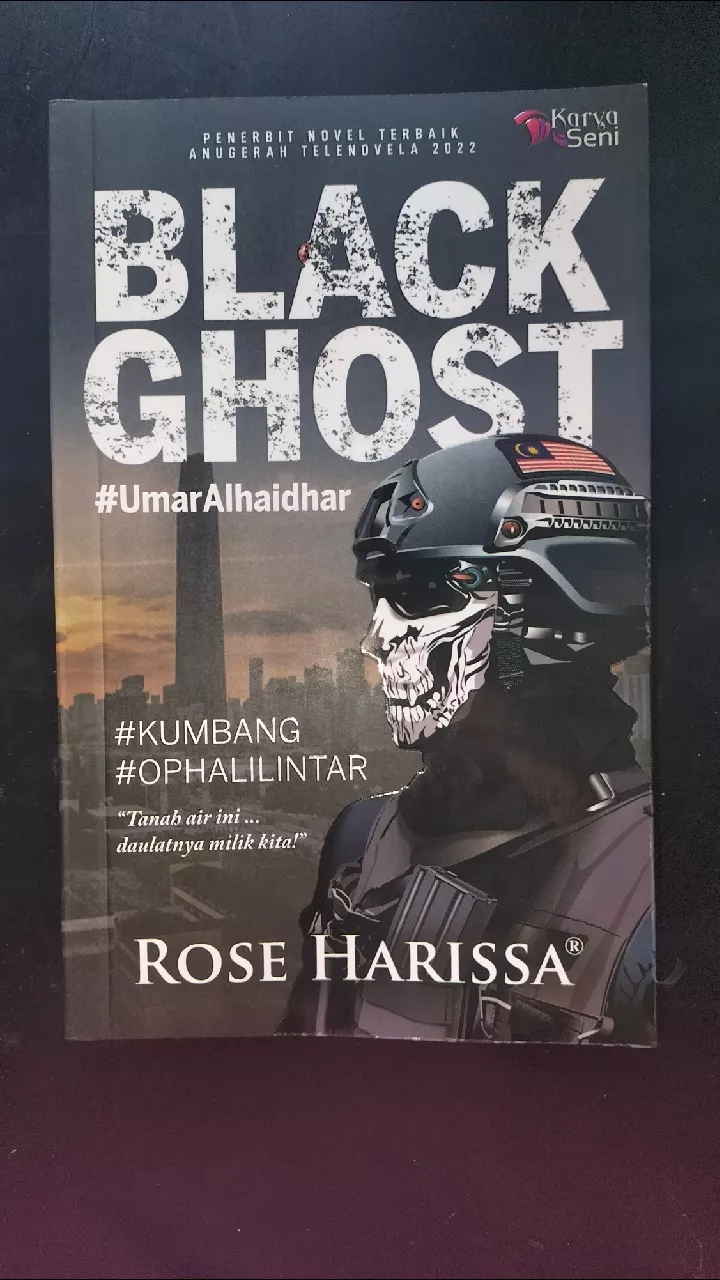 PENERBIT NOVEL TERBAIK
ANUGERAH TELENOVELA 2022
Karya
Seni
BLACK
GHOST
#UmarAlhaidhar
#KUMBANG
#OPHALILINTAR
“Tanah air ini ...
daulatnya milik kita!”
ROSE HARISSA®